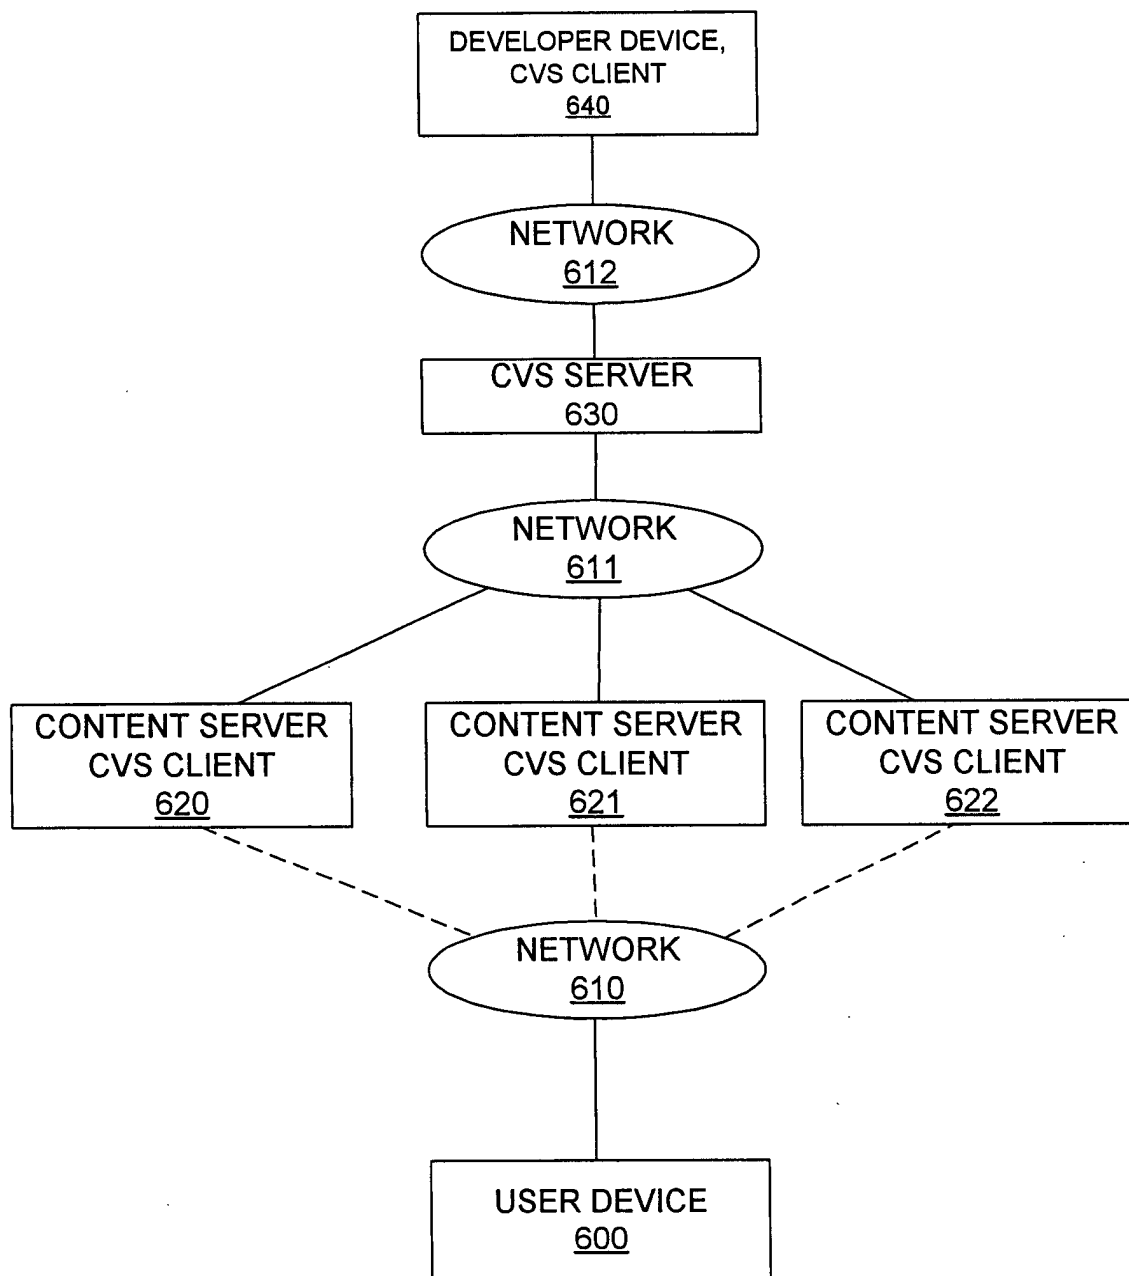 DEVELOPER DEVICE,
CVS CLIENT
640
NETWORK
612
CVS SERVER
630
NETWORK
611
CONTENT SERVER
CVS CLIENT
620
CONTENT SERVER
CVS CLIENT
621
CONTENT SERVER
CVS CLIENT
622
NETWORK
610
USER DEVICE
600